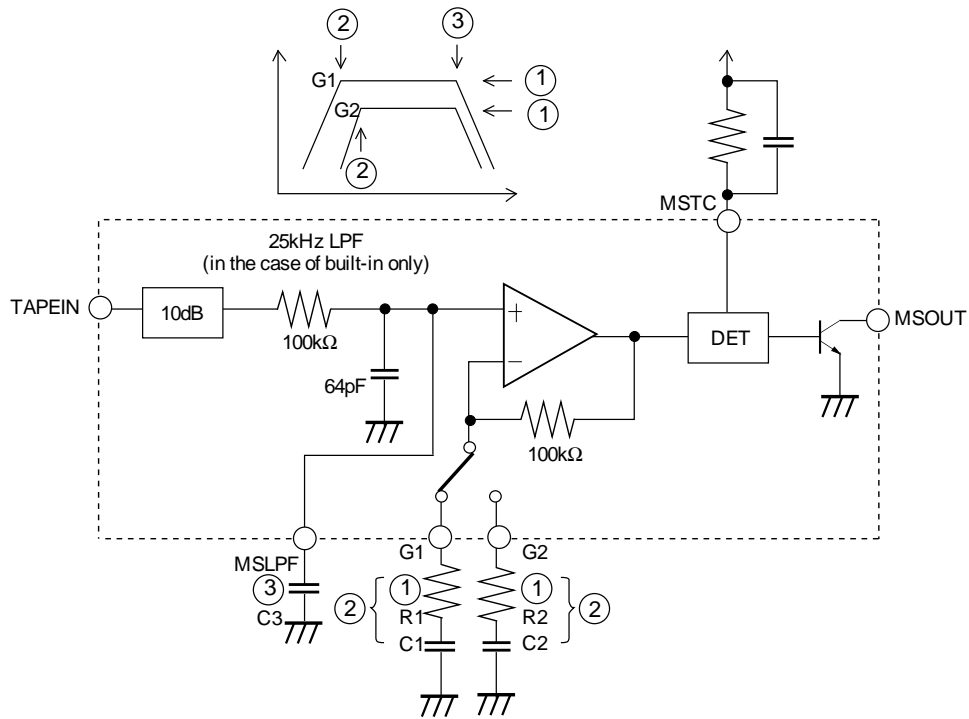 ② ③
G1 ①
G2 ①
②
MSTC
25kHz LPF
(in the case of built-in only)
TAPEIN 10dB 100kΩ + DET MSOUT
−
64pF
100kΩ
G1 G2
MSLPF
③ C3
② ① R1 C1
① R2 C2 ②